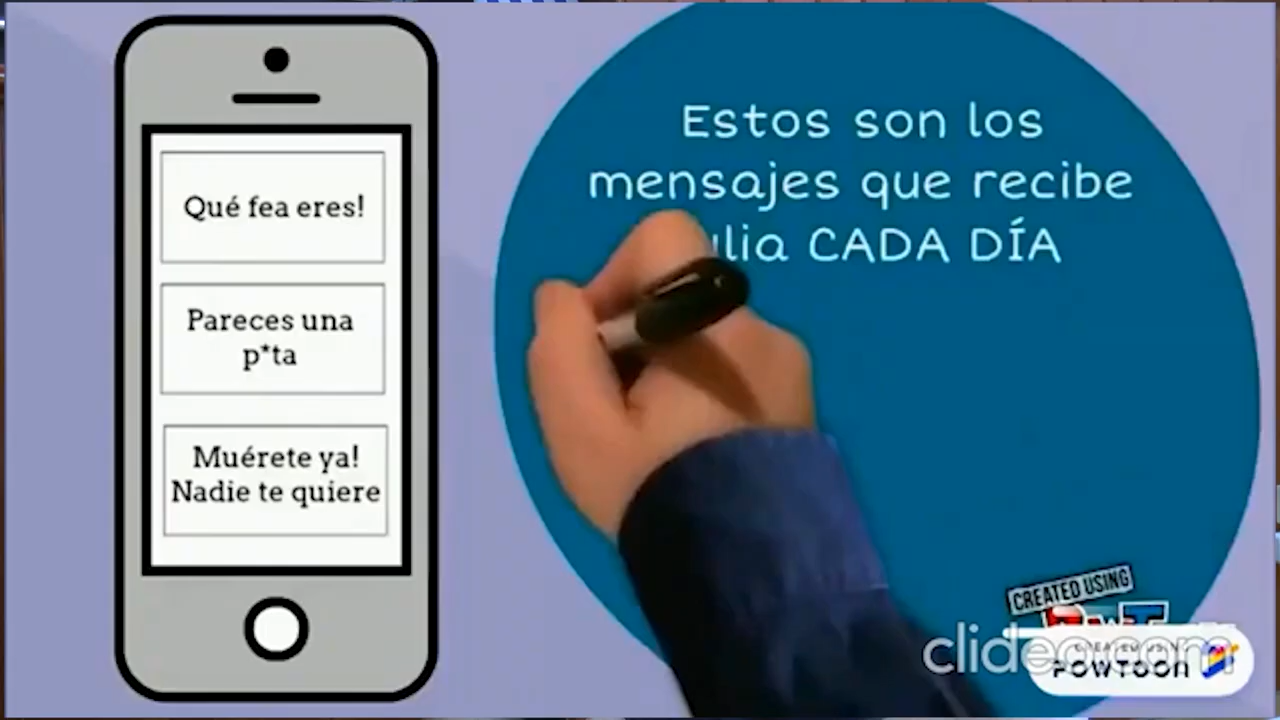 Qué fea eres!
Pareces una
p*ta
Muérete ya!
Nadie te quiere
Estos son los
mensajes que recibe
CADA DÍA
CREATED USING
clideo.com
POWTOON